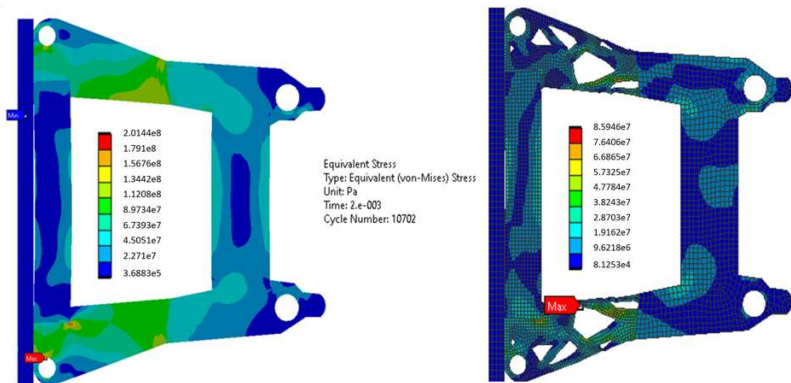 Min
2.0144e8
1.791e8
1.5676e8
1.3442e8
1.1208e8
8.9734e7
6.7393e7
4.5051e7
2.271e7
3.6883e5
Max
Equivalent Stress
Type: Equivalent (von-Mises) Stress
Unit: Pa
Time: 2.e-003
Cycle Number: 10702
8.5946e7
7.6406e7
6.6865e7
5.7325e7
4.7784e7
3.8243e7
2.8703e7
1.9162e7
9.6218e6
8.1253e4
Max